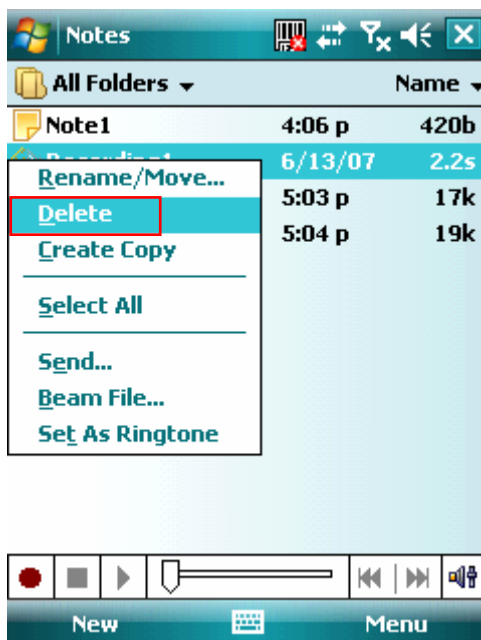 Notes
All Folders
Name
Note1 4:06 p 420b
6/13/07 2.2s
5:03 p 17k
5:04 p 19k
Rename/Move...
Delete
Create Copy
Select All
Send...
Beam File...
Set As Ringtone
New Menu